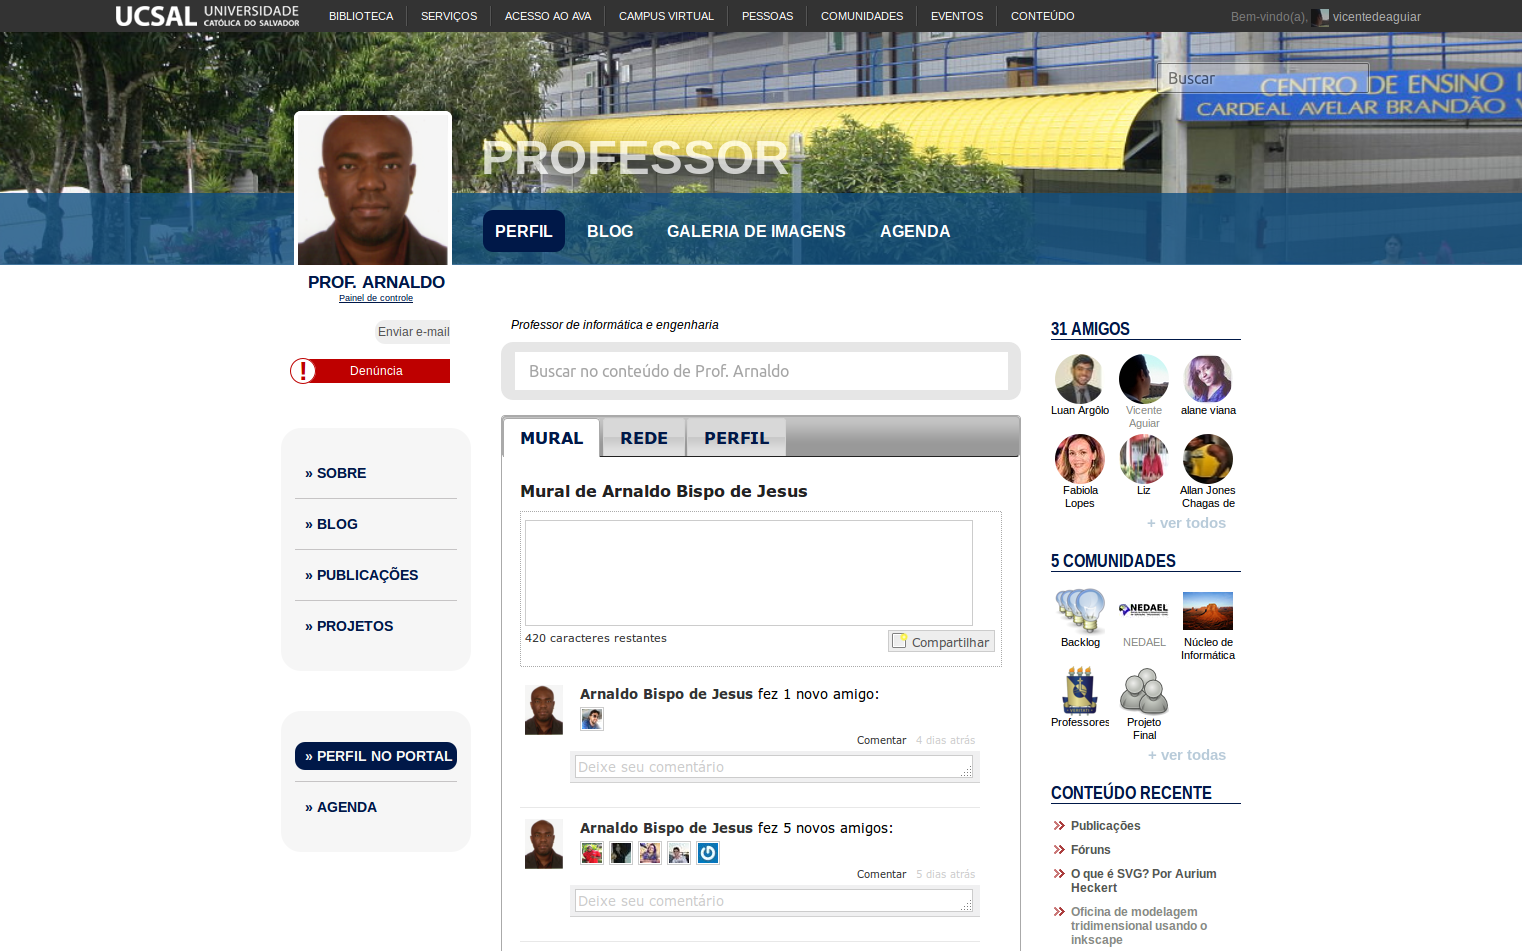 UCSAL UNIVERSIDADE CATÓLICA DO SALVADOR
BIBLIOTECA SERVIÇOS ACESSO AO AVA CAMPUS VIRTUAL PESSOAS COMUNIDADES EVENTOS CONTEÚDO
Bem-vindo(a), vicentedeaguiar
Buscar
CENTRO DE ENSINO
CARDEAL AVELAR BRANDÃO
PROFESSOR
PERFIL BLOG GALERIA DE IMAGENS AGENDA
PROF. ARNALDO
Painel de controle
Enviar e-mail
! Denúncia
» SOBRE
» BLOG
» PUBLICAÇÕES
» PROJETOS
» PERFIL NO PORTAL
» AGENDA
Professor de informática e engenharia
Buscar no conteúdo de Prof. Arnaldo
MURAL REDE PERFIL
Mural de Arnaldo Bispo de Jesus
420 caracteres restantes
Compartilhar
Arnaldo Bispo de Jesus fez 1 novo amigo:
Comentar 4 dias atrás
Deixe seu comentário
Arnaldo Bispo de Jesus fez 5 novos amigos:
Comentar 5 dias atrás
Deixe seu comentário
31 AMIGOS
Luan Argôlo
Vicente
Aguiar
alane viana
Fabiola
Lopes
Liz
Allan Jones
Chagas de
+ ver todos
5 COMUNIDADES
NEDAEL
Backlog
NEDAEL
Núcleo de
Informática
Professores
Projeto
Final
+ ver todas
CONTEÚDO RECENTE
Publicações
Fóruns
O que é SVG? Por Aurium
Heckert
Oficina de modelagem
tridimensional usando o
inkscape